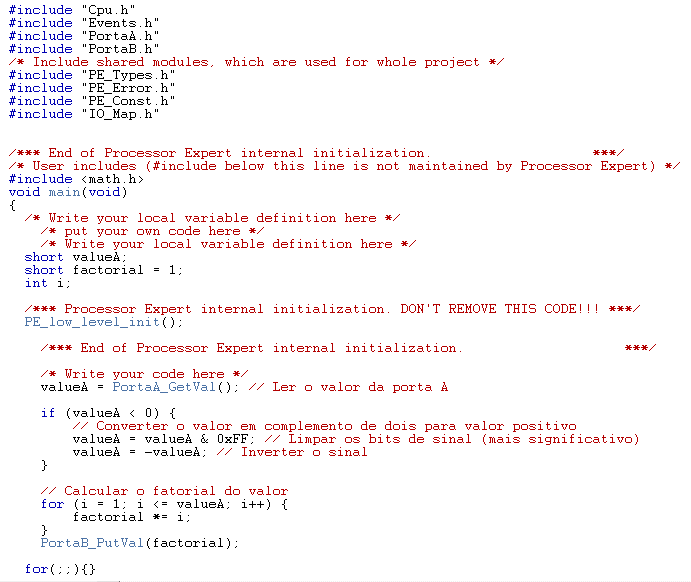 #include "Cpu.h"
#include "Events.h"
#include "PortaA.h"
#include "PortaB.h"
/* Include shared modules, which are used for whole project */
#include "PE_Types.h"
#include "PE_Error.h"
#include "PE_Const.h"
#include "IO_Map.h"
/*** End of Processor Expert internal initialization. ***/
/* User includes (#include below this line is not maintained by Processor Expert) */
#include <math.h>
void main(void)
{
/* Write your local variable definition here */
/* put your own code here */
/* Write your local variable definition here */
short valueA;
short factorial = 1;
int i;
/*** Processor Expert internal initialization. DON'T REMOVE THIS CODE!!! ***/
PE_low_level_init();
/*** End of Processor Expert internal initialization. ***/
/* Write your code here */
valueA = PortaA_GetVal(); // Ler o valor da porta A
if (valueA < 0) {
// Converter o valor em complemento de dois para valor positivo
valueA = valueA & 0xFF; // Limpar os bits de sinal (mais significativo)
valueA = -valueA; // Inverter o sinal
}
// Calcular o fatorial do valor
for (i = 1; i <= valueA; i++) {
factorial *= i;
}
PortaB_PutVal(factorial);
for(;;){}